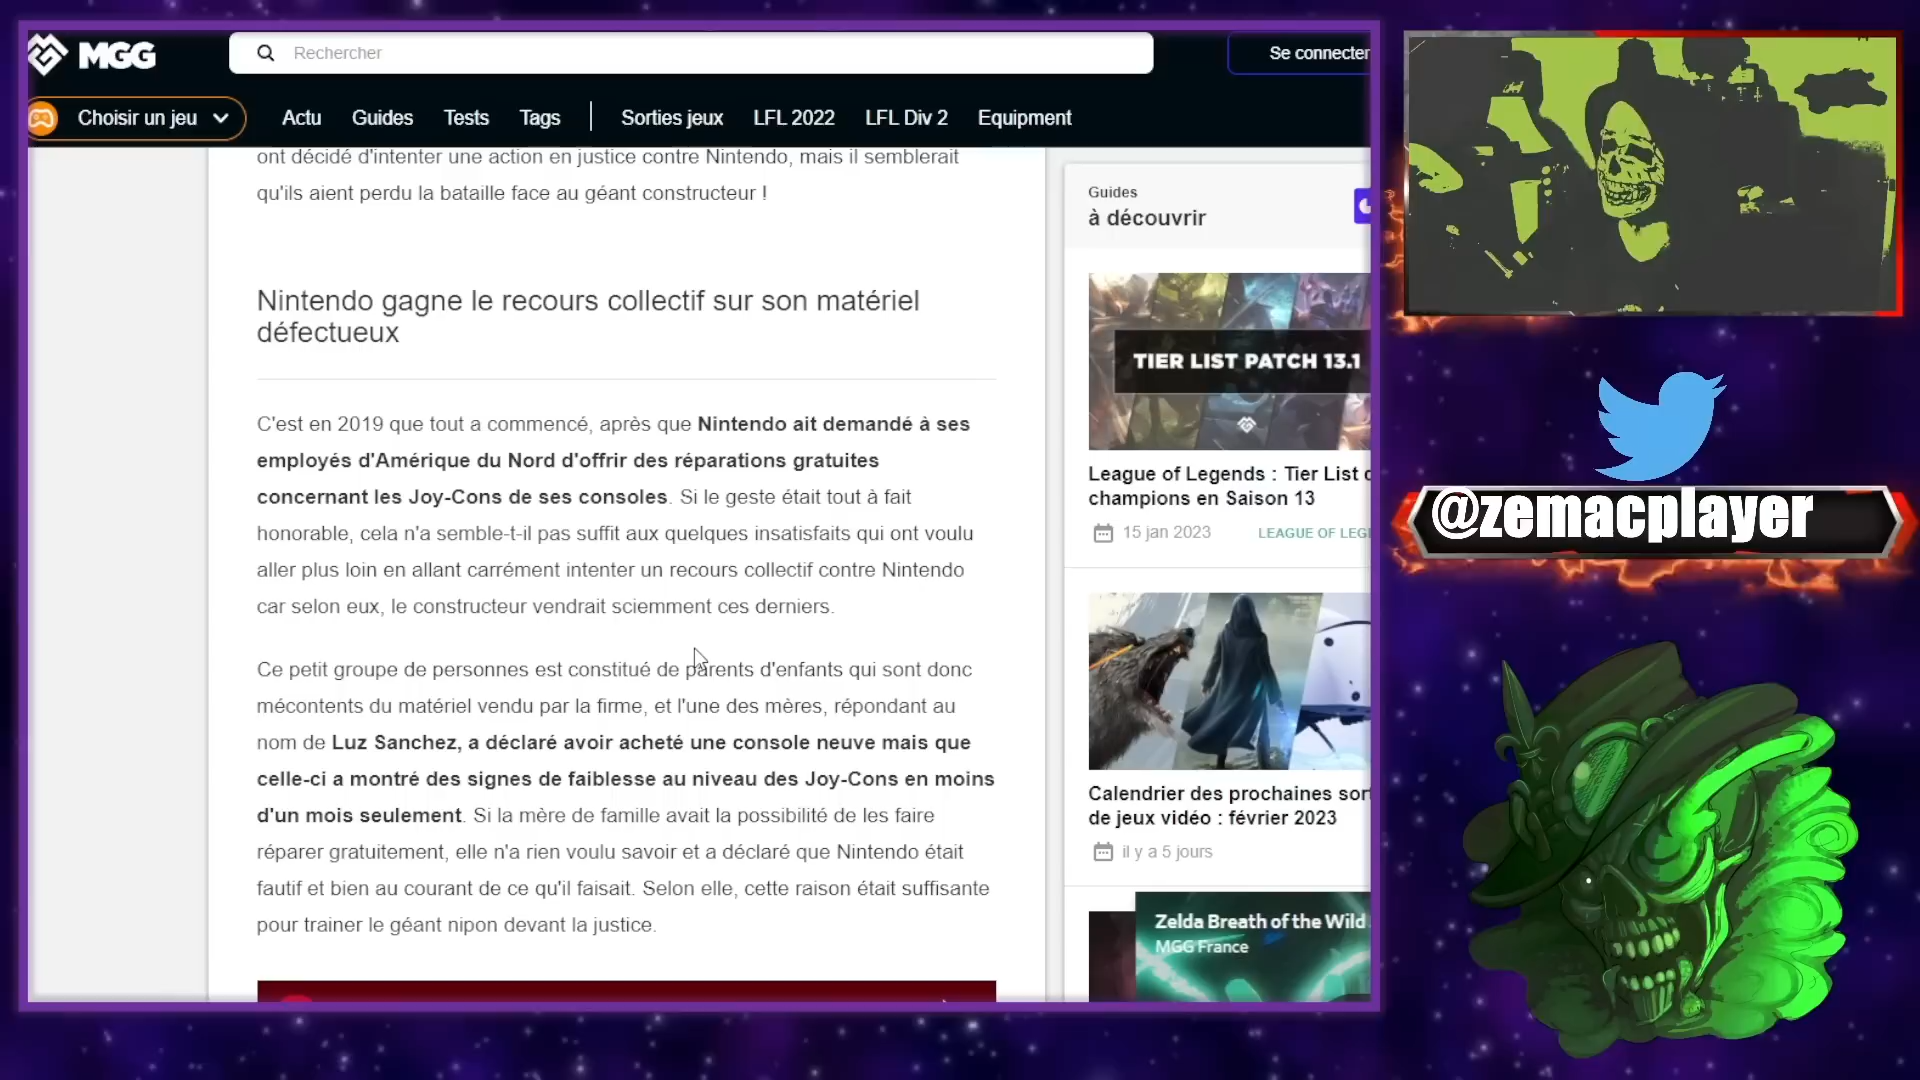 MGG
Rechercher
Se connecter
Choisir un jeu
Actu
Guides
Tests
Tags
Sorties jeux
LFL 2022
LFL Div 2
Equipment
ont décidé d'intenter une action en justice contre Nintendo, mais il semblerait
qu'ils aient perdu la bataille face au géant constructeur !
Nintendo gagne le recours collectif sur son matériel
défectueux
C'est en 2019 que tout a commencé, après que Nintendo ait demandé à ses
employés d'Amérique du Nord d'offrir des réparations gratuites
concernant les Joy-Cons de ses consoles. Si le geste était tout à fait
honorable, cela n'a semble-t-il pas suffit aux quelques insatisfaits qui ont voulu
aller plus loin en allant carrément intenter un recours collectif contre Nintendo
car selon eux, le constructeur vendrait sciemment ces derniers.
Ce petit groupe de personnes est constitué de parents d'enfants qui sont donc
mécontents du matériel vendu par la firme, et l'une des mères, répondant au
nom de Luz Sanchez, a déclaré avoir acheté une console neuve mais que
celle-ci a montré des signes de faiblesse au niveau des Joy-Cons en moins
d'un mois seulement. Si la mère de famille avait la possibilité de les faire
réparer gratuitement, elle n'a rien voulu savoir et a déclaré que Nintendo était
fautif et bien au courant de ce qu'il faisait. Selon elle, cette raison était suffisante
pour trainer le géant nipon devant la justice.
Guides
à découvrir
TIER LIST PATCH 13.1
League of Legends : Tier List
champions en Saison 13
15 jan 2023
LEAGUE OF LEG
Calendrier des prochaines sor
de jeux vidéo : février 2023
il y a 5 jours
Zelda Breath of the Wild
MGG France
@zemacplayer